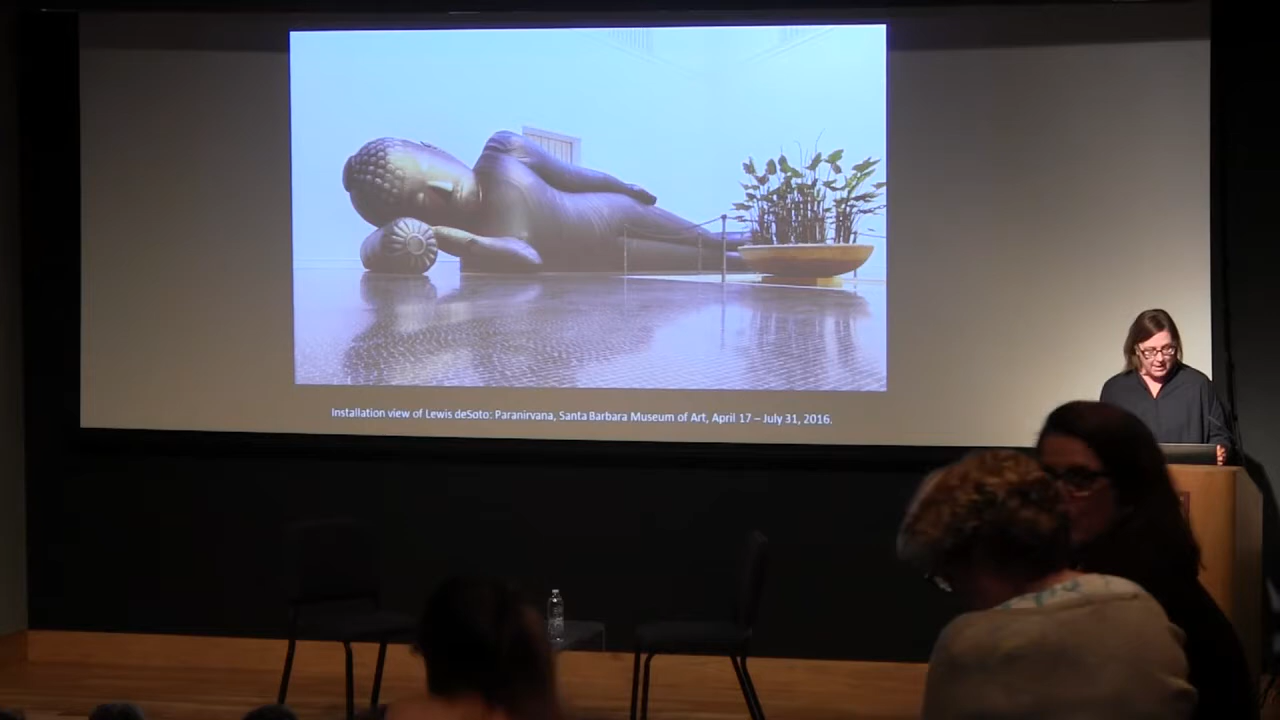 Installation view of Lewis deSoto: Paranirvana, Santa Barbara Museum of Art, April 17 – July 31, 2016.